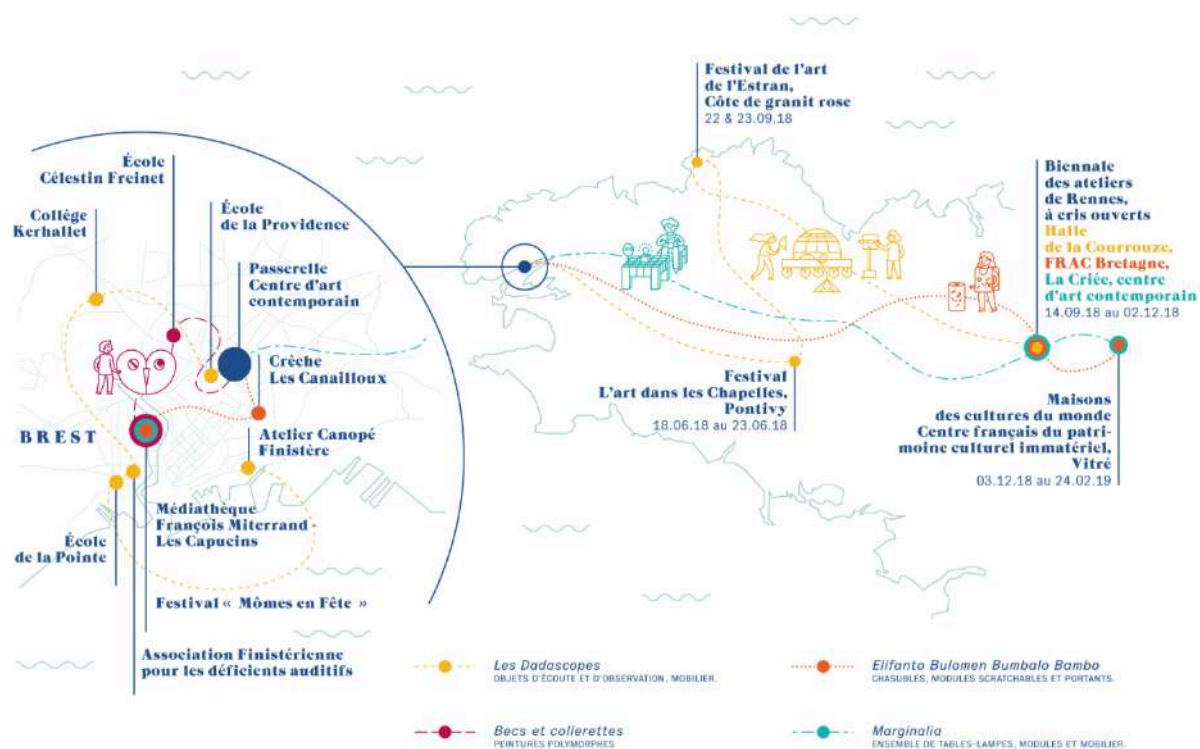 École
Célestin Freinet
Collège
Kerhallet
École
de la Providence
Passerelle
Centre d'art
contemporain
Crèche
Les Canailloux
Atelier Canopé
Finistère
BREST
Médiathèque
François Miterrand -
Les Capucins
École
de la Pointe
Festival « Mômes en Fête »
Association Finistérienne
pour les déficients auditifs
Festival de l'art
de l'Estran,
Côte de granit rose
22 & 23.09.18
Festival
L'art dans les Chapelles,
Pontivy
18.06.18 au 23.06.18
Biennale
des ateliers
de Rennes,
à cris ouverts
Halle
de la Courrouze,
FRAC Bretagne,
La Criée, centre
d'art contemporain
14.09.18 au 02.12.18
Maisons
des cultures du monde
Centre français du patri-
moine culturel immatériel,
Vitré
03.12.18 au 24.02.19
Les Dadascopes
OBJETS D'ÉCOUTE ET D'OBSERVATION, MOBILIER.
Becs et collerettes
PEINTURES POLYMORPHES
Elifanto Bulomen Bumbalo Bambo
CHASUBLES, MODULES SCRATCHABLES ET PORTANTS.
Marginalia
ENSEMBLE DE TABLES-LAMPES, MODULES ET MOBILIER.